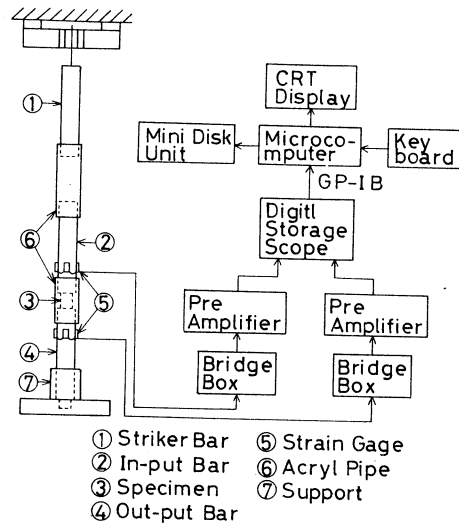 CRT
Display
Mini Disk
Unit
Microco-
mputer
Key
board
GP-IB
Digitl
Storage
Scope
Pre
Amplifier
Pre
Amplifier
Bridge
Box
Bridge
Box
①
②
⑥
③
⑤
④
⑦
① Striker Bar
② In-put Bar
③ Specimen
④ Out-put Bar
⑤ Strain Gage
⑥ Acryl Pipe
⑦ Support